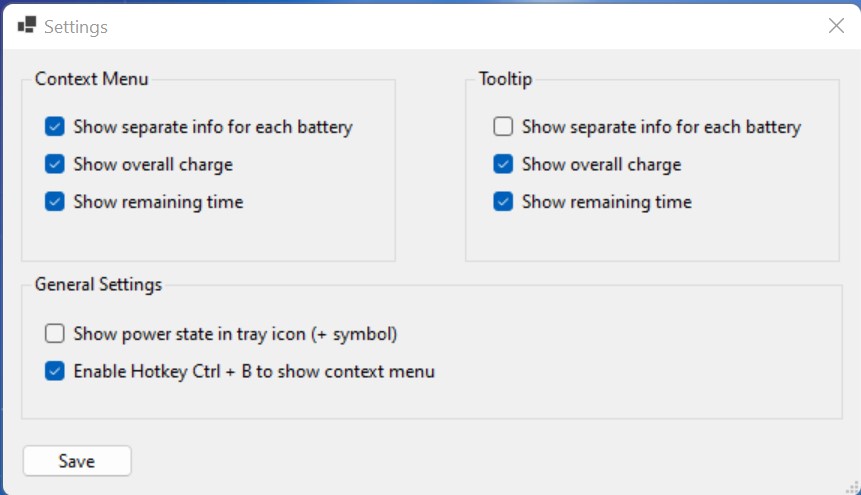 Settings
Context Menu
Show separate info for each battery
Show overall charge
Show remaining time
Tooltip
Show separate info for each battery
Show overall charge
Show remaining time
General Settings
Show power state in tray icon (+ symbol)
Enable Hotkey Ctrl + B to show context menu
Save